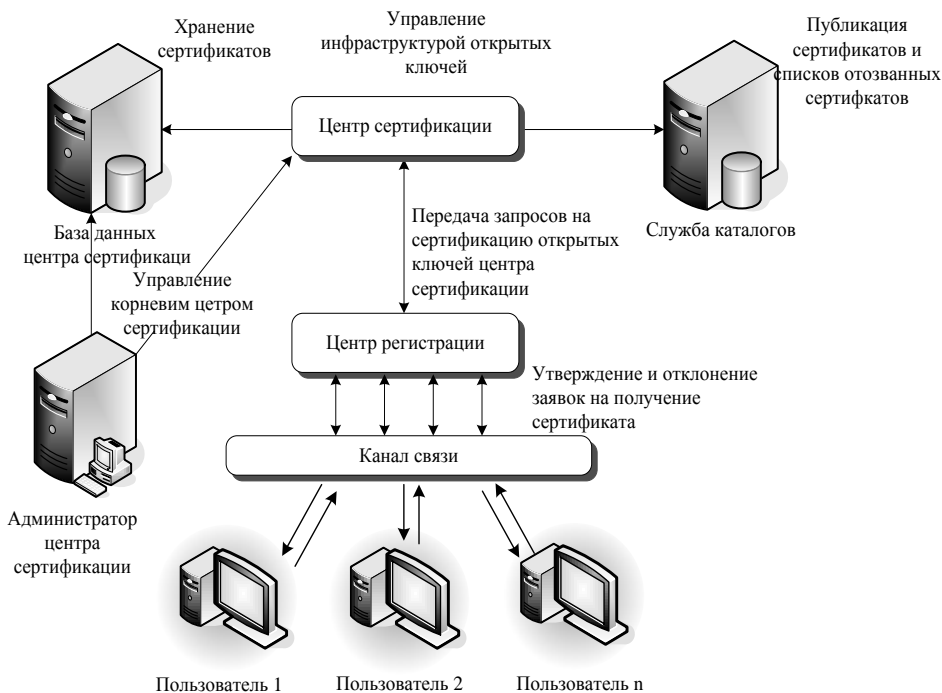 Хранение
сертификатов
Управление
инфраструктурой открытых
ключей
Публикация
сертификатов и
списков отозванных
сертифкатов
Центр сертификации
База данных
центра сертификаци
Служба каталогов
Передача запросов на
сертификацию открытых
ключей центра
сертификации
Управление
корневим цетром
сертификации
Центр регистрации
Утверждение и отклонение
заявок на получение
сертификата
Канал связи
Администратор
центра
сертификации
Пользователь 1
Пользователь 2
Пользователь n